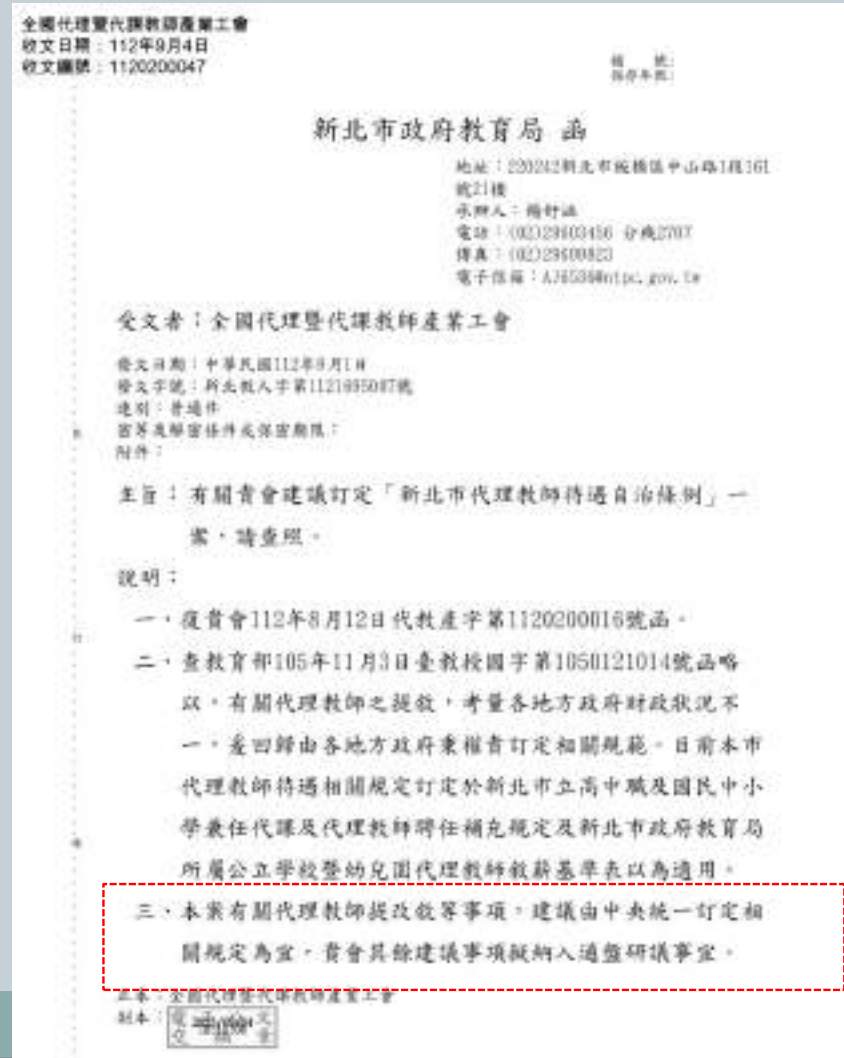 全國代理暨代課教師產業工會
收文日期：112年9月4日
收文編號：1120200047
檔　　號：
保存年限：
新北市政府教育局 函
地址：220242新北市板橋區中山路1段161
號21樓
承辦人：
電話：(02)29603456 分機2707
傳真：(02)29600823
電子信箱：AJ6536@ntpc.gov.tw
受文者：全國代理暨代課教師產業工會
發文日期：中華民國112年9月1日
發文字號：新北教人字第1121695087號
速別：普通件
密等及解密條件或保密期限：
附件：
主旨：有關貴會建議訂定「新北市代理教師待遇自治條例」一
案，請查照。
說明：
一、復貴會112年8月12日代教產字第1120200016號函。
二、查教育部105年11月3日臺教授國字第1050121014號函略
以，有關代理教師之提敘，考量各地方政府財政狀況不
一，爰回歸由各地方政府秉權責訂定相關規範。目前本市
代理教師待遇相關規定訂定於新北市立高中職及國民中小
學兼任代課及代理教師聘任補充規定及新北市政府教育局
所屬公立學校暨幼兒園代理教師敘薪基準表以為適用。
三、本案有關代理教師提改敘等事項，建議由中央統一訂定相
關規定為宜，貴會其餘建議事項擬納入通盤研議事宜。
正本：全國代理暨代課教師產業工會
副本：